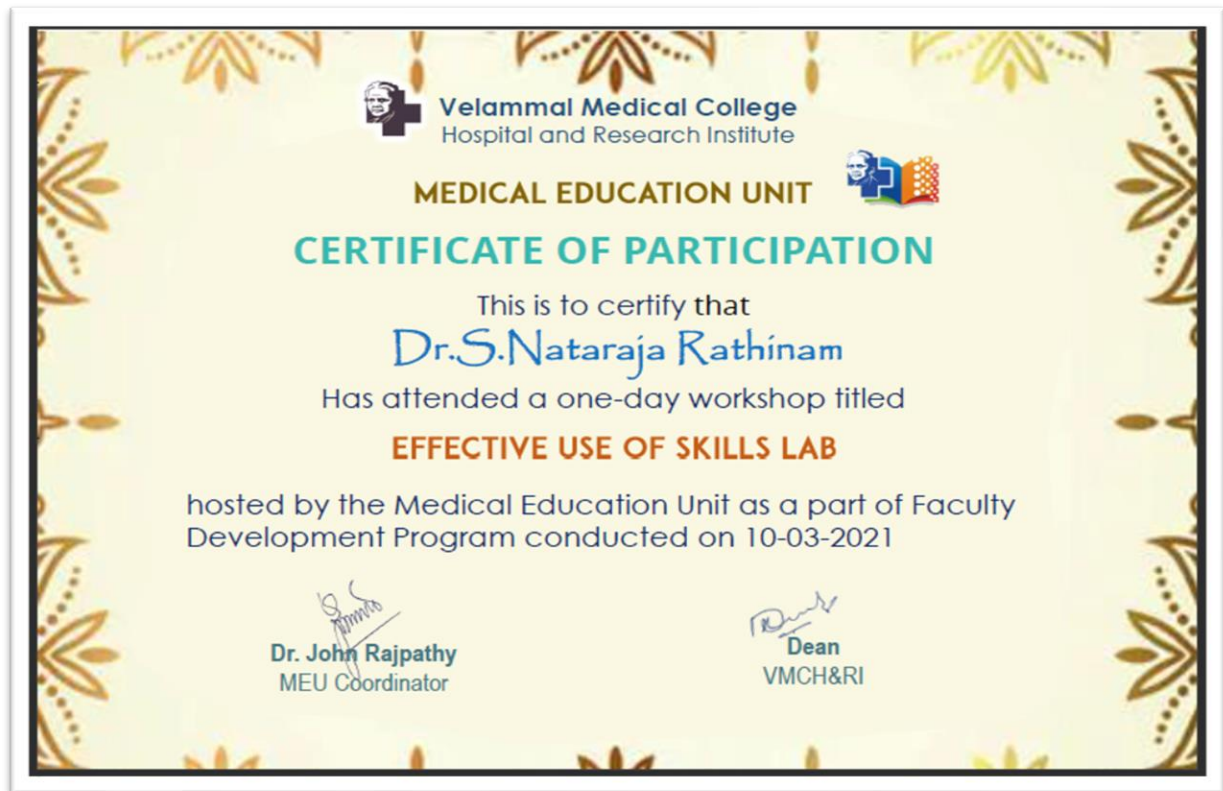 Velammal Medical College
Hospital and Research Institute
MEDICAL EDUCATION UNIT
CERTIFICATE OF PARTICIPATION
This is to certify that
Dr.S.Nataraja Rathinam
Has attended a one-day workshop titled
EFFECTIVE USE OF SKILLS LAB
hosted by the Medical Education Unit as a part of Faculty
Development Program conducted on 10-03-2021
Dr. John Rajpathy
MEU Coordinator
Dean
VMCH&RI